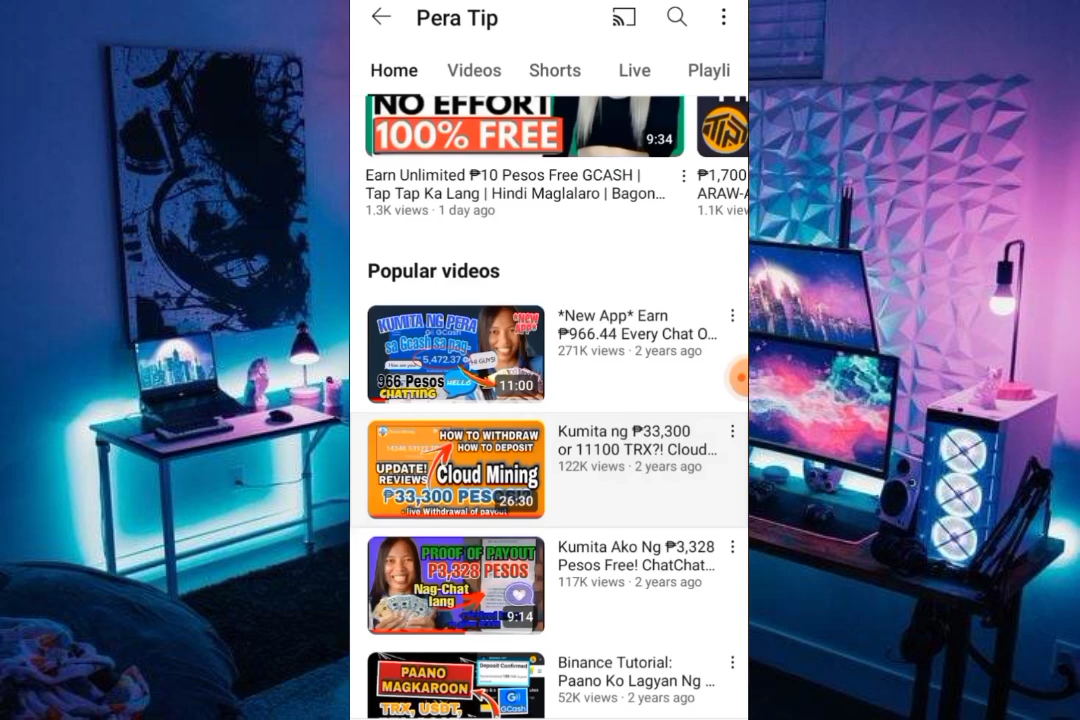 Pera Tip
Home Videos Shorts Live Playli
NO EFFORT
100% FREE
9:34
Earn Unlimited ₱10 Pesos Free GCASH |
Tap Tap Ka Lang | Hindi Maglalaro | Bagon...
1.3K views · 1 day ago
₱1,700
ARAW-A
1.1K view
Popular videos
KUMITA NG PERA
sa Gcash sa pag-
5,472.37
HI GUYS!
*NEW
APP*
966 Pesos
HELLO
CHATTING
11:00
*New App* Earn
₱966.44 Every Chat O...
271K views · 2 years ago
HOW TO WITHDRAW
HOW TO DEPOSIT
UPDATE!
REVIEWS
Cloud Mining
₱33,300 PESOS
- live Withdrawal of payout
26:30
Kumita ng ₱33,300
or 11100 TRX?! Cloud...
122K views · 2 years ago
PROOF OF PAYOUT
₱3,328 PESOS
Nag-Chat
lang
9:14
Kumita Ako Ng ₱3,328
Pesos Free! ChatChat...
117K views · 2 years ago
PAANO
MAGKAROON
TRX, USDT,
Deposit Confirmed
GCash
Binance Tutorial:
Paano Ko Lagyan Ng ...
52K views · 2 years ago